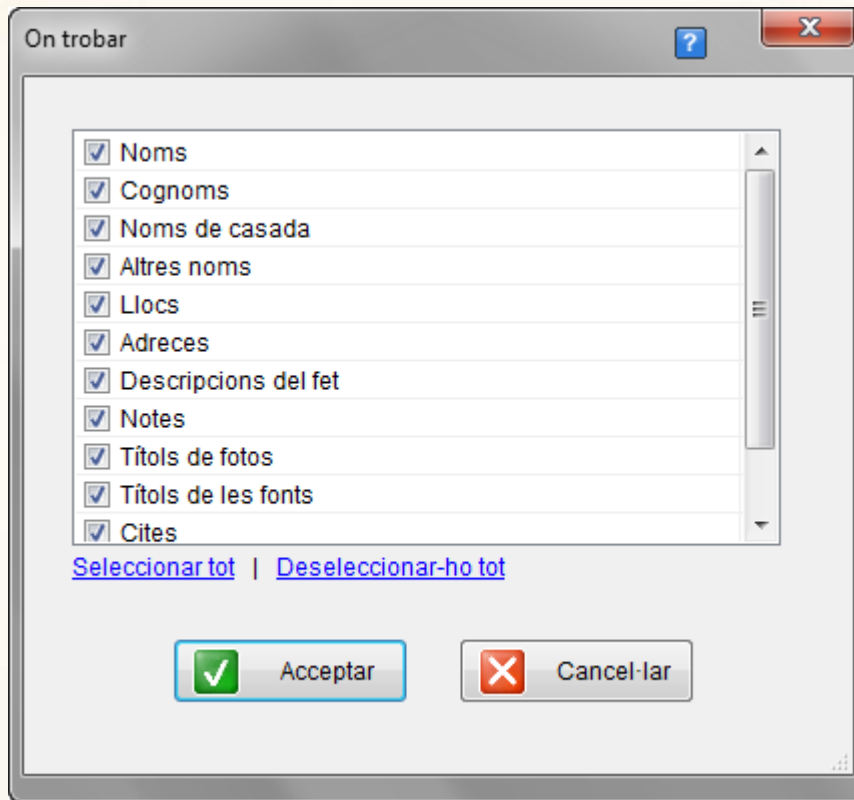 On trobar
Noms
Cognoms
Noms de casada
Altres noms
Llocs
Adreces
Descripcions del fet
Notes
Títols de fotos
Títols de les fonts
Cites
Seleccionar tot | Deseleccionar-ho tot
Acceptar Cancel·lar